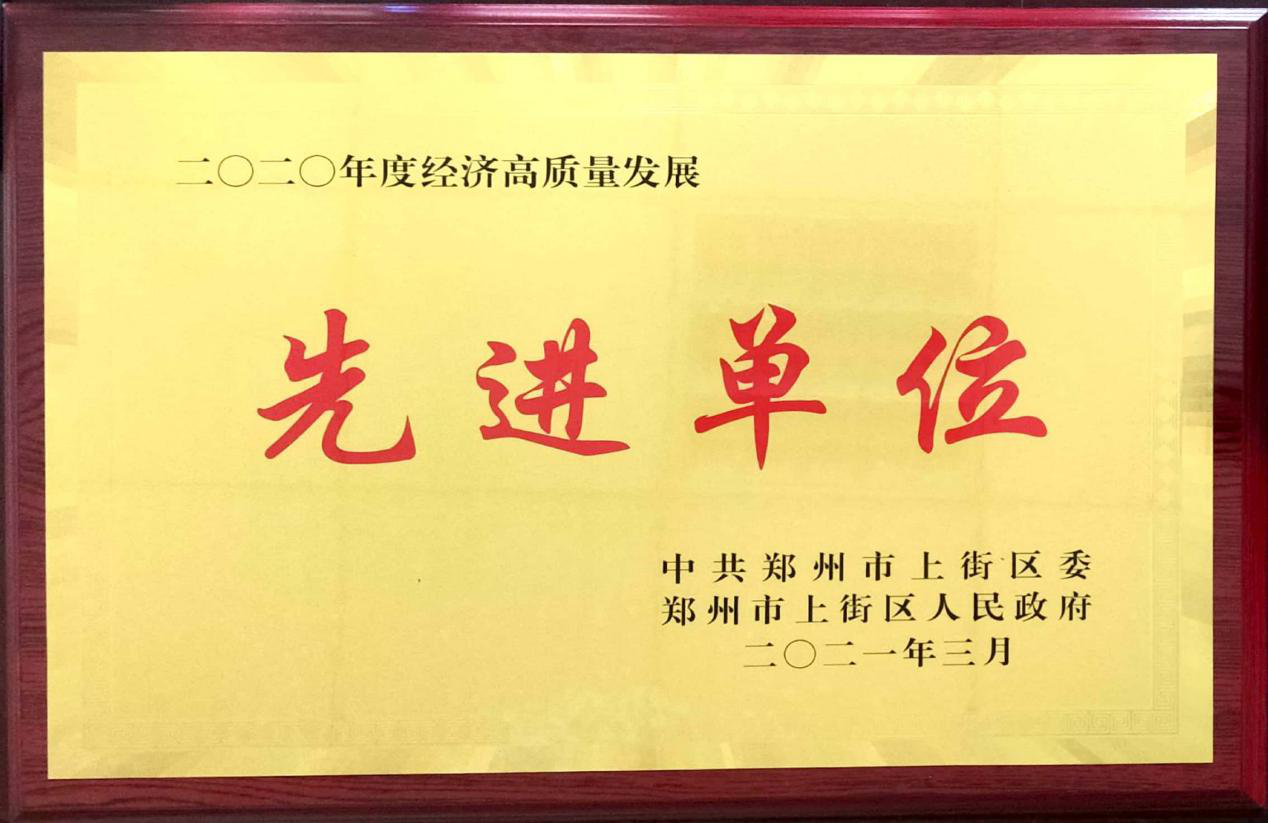 二〇二〇年度经济高质量发展
先进单位
中共郑州市上街区委
郑州市上街区人民政府
二〇二一年三月